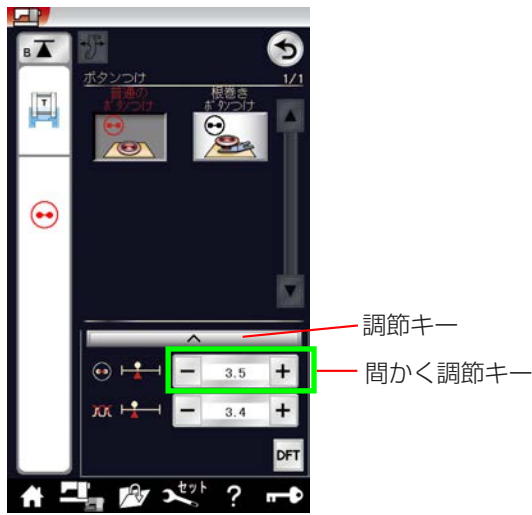 B
T
ボタンつけ 1/1
普通の
ボタンつけ
根巻き
ボタンつけ
調節キー
− 3.5 +
間かく調節キー
− 3.4 +
DFT
セット
?